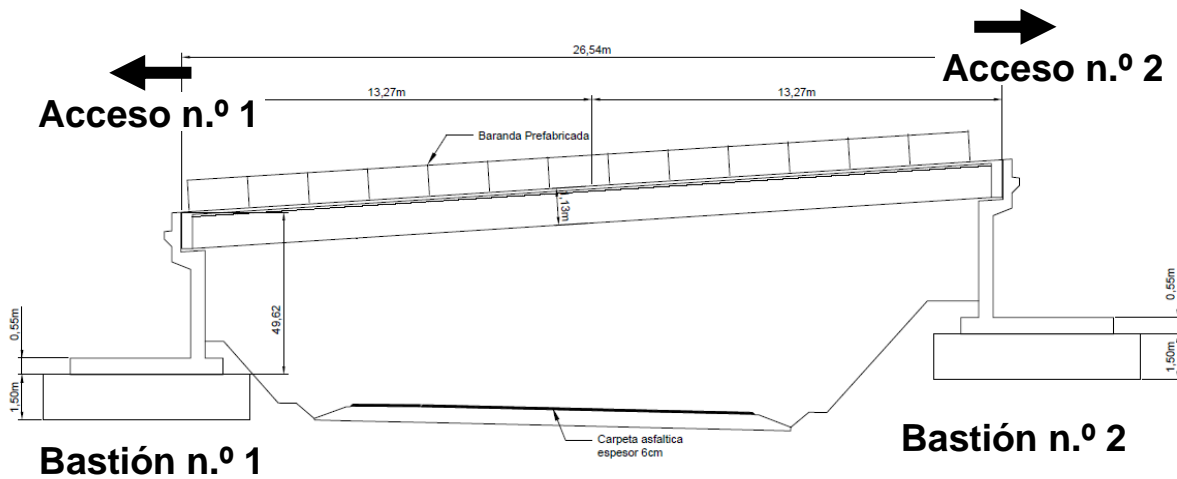 26,54m
Acceso n.º 1
Acceso n.º 2
13,27m
13,27m
Baranda Prefabricada
,13m
49,62
0,55m
1,50m
0,55m
1,50m
Carpeta asfaltica
espesor 6cm
Bastión n.º 1
Bastión n.º 2